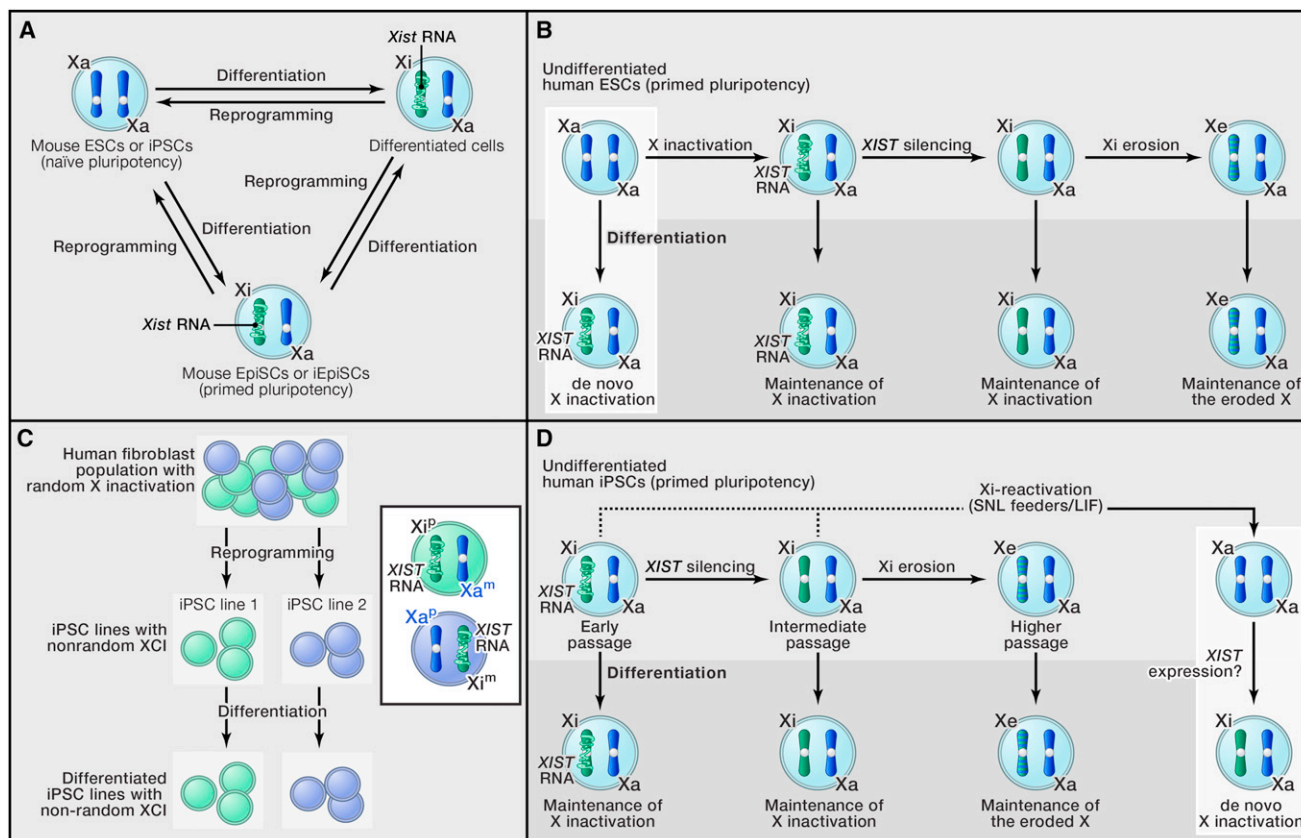 A
Xist RNA
Xa
Xi
Differentiation
Reprogramming
Xa
Xa
Mouse ESCs or iPSCs
(naïve pluripotency)
Differentiated cells
Reprogramming
Differentiation
Reprogramming
Differentiation
Xi
Xist RNA
Xa
Mouse EpiSCs or iEpiSCs
(primed pluripotency)
B
Undifferentiated
human ESCs (primed pluripotency)
Xa
Xi
Xi
Xe
X inactivation
XIST silencing
Xi erosion
XIST
RNA
Xa
Xa
Xa
Xa
Differentiation
Xi
Xi
Xi
Xe
XIST
RNA
XIST
RNA
Xa
Xa
Xa
Xa
de novo
X inactivation
Maintenance of
X inactivation
Maintenance of
X inactivation
Maintenance of
the eroded X
C
Human fibroblast
population with
random X inactivation
Reprogramming
iPSC line 1
iPSC line 2
iPSC lines with
nonrandom XCI
Differentiation
Differentiated
iPSC lines with
non-random XCI
Xiᵖ
XIST
RNA
Xaᵐ
Xaᵖ
XIST
RNA
Xiᵐ
D
Undifferentiated
human iPSCs (primed pluripotency)
Xi-reactivation
(SNL feeders/LIF)
Xi
Xi
Xe
Xa
XIST silencing
Xi erosion
XIST
RNA
Xa
Xa
Xa
Xa
Early
passage
Intermediate
passage
Higher
passage
Differentiation
XIST
expression?
Xi
Xi
Xe
Xi
XIST
RNA
Xa
Xa
Xa
Xa
Maintenance of
X inactivation
Maintenance of
X inactivation
Maintenance of
the eroded X
de novo
X inactivation